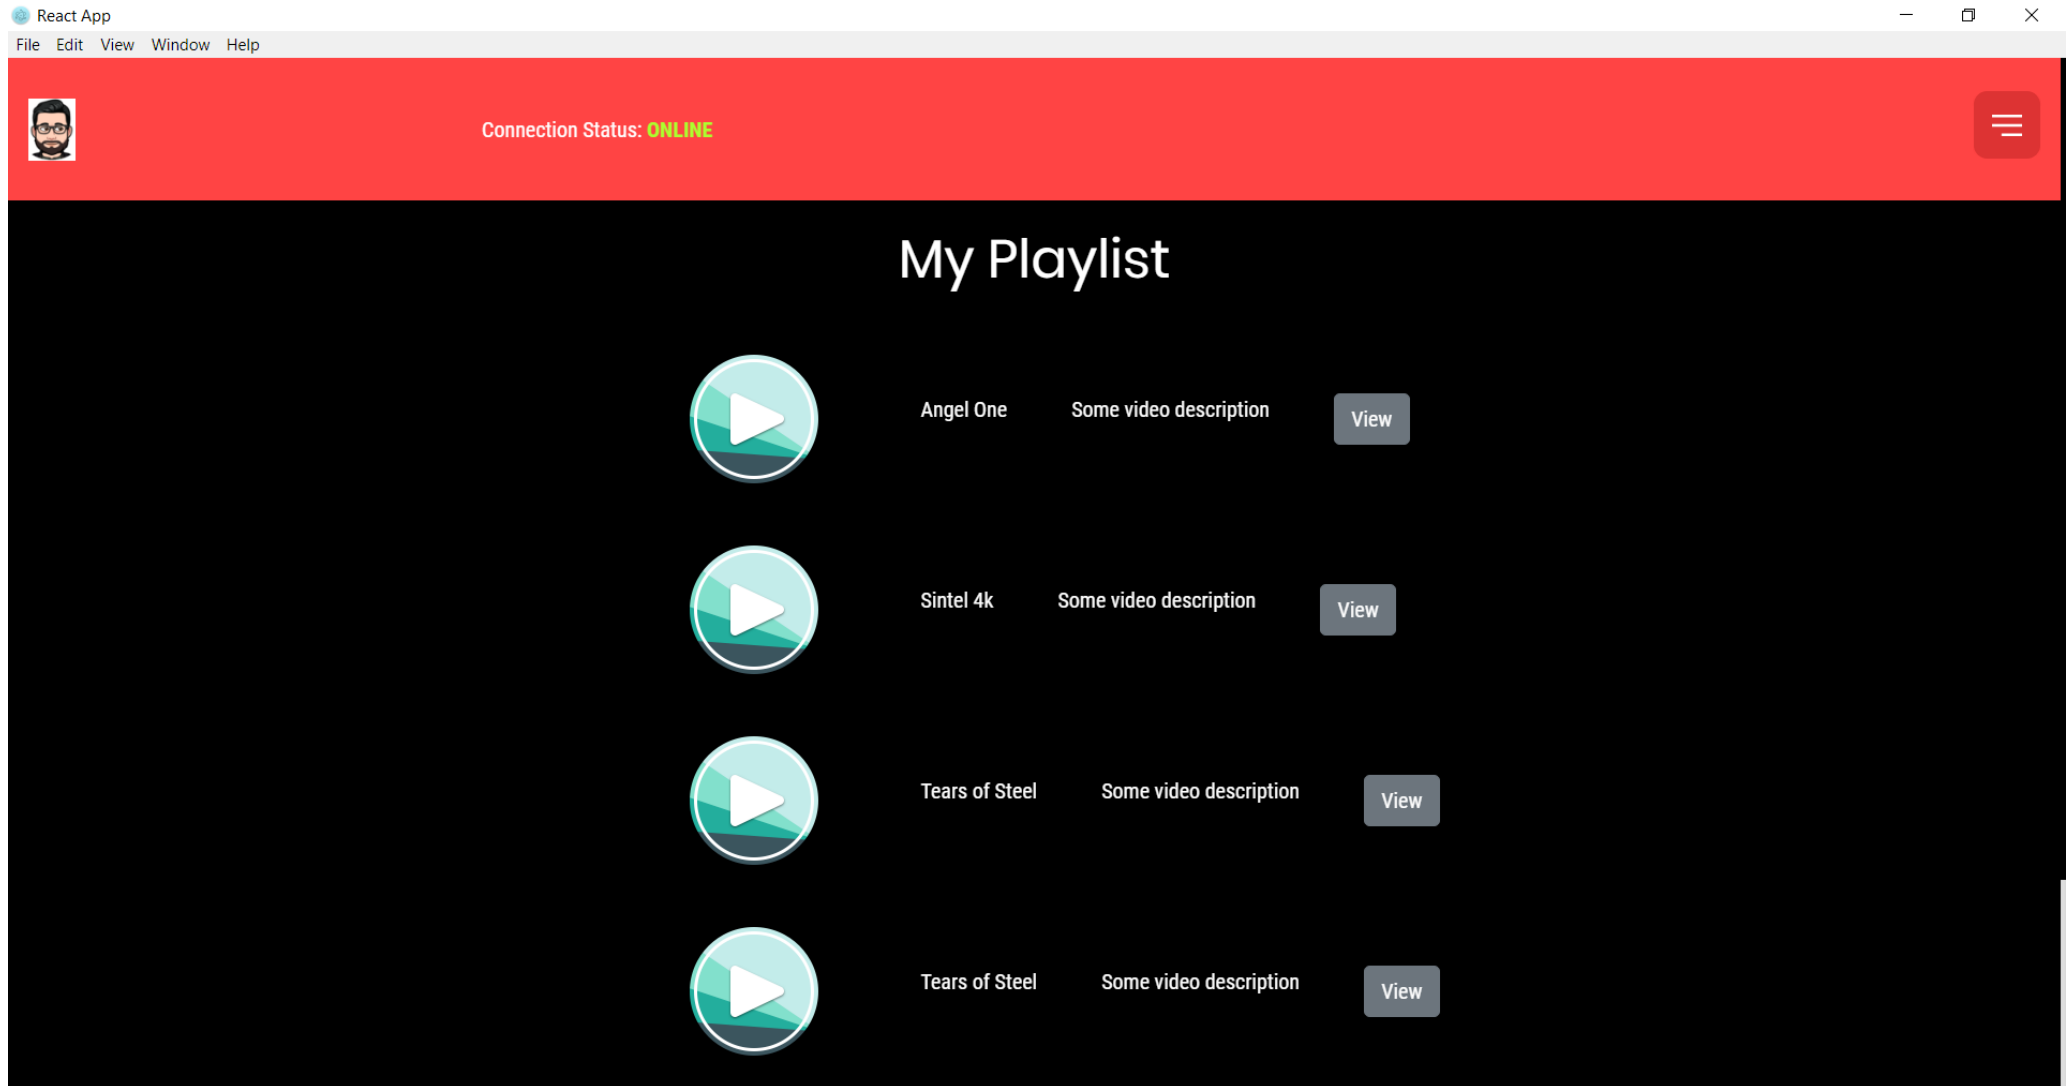 React App
File Edit View Window Help
Connection Status: ONLINE
My Playlist
Angel One Some video description View
Sintel 4k Some video description View
Tears of Steel Some video description View
Tears of Steel Some video description View